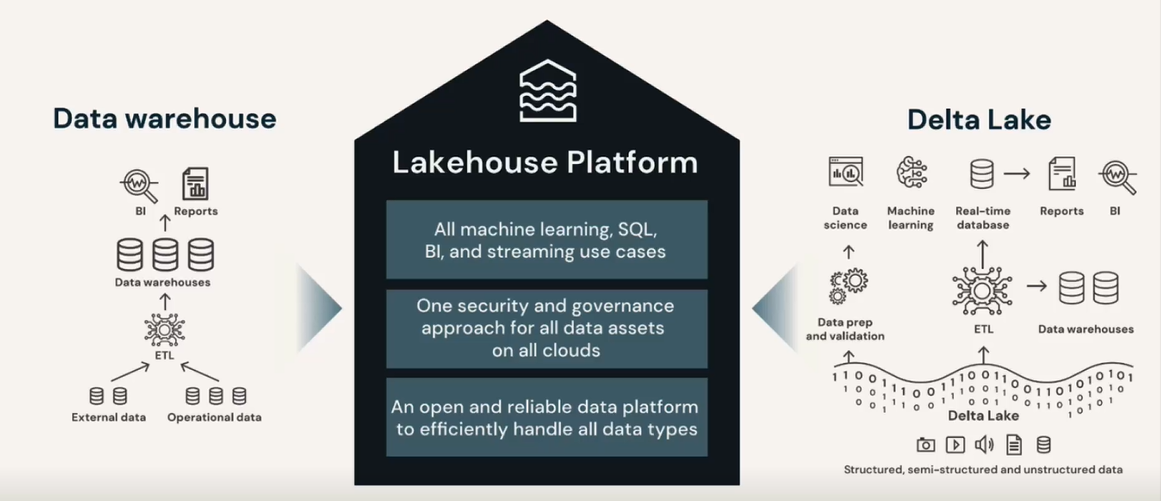 Data warehouse
BI
Reports
Data warehouses
ETL
External data
Operational data
Lakehouse Platform
All machine learning, SQL,
BI, and streaming use cases
One security and governance
approach for all data assets
on all clouds
An open and reliable data platform
to efficiently handle all data types
Delta Lake
Data
science
Machine
learning
Real-time
database
Reports
BI
Data prep
and validation
ETL
Data warehouses
Delta Lake
Structured, semi-structured and unstructured data